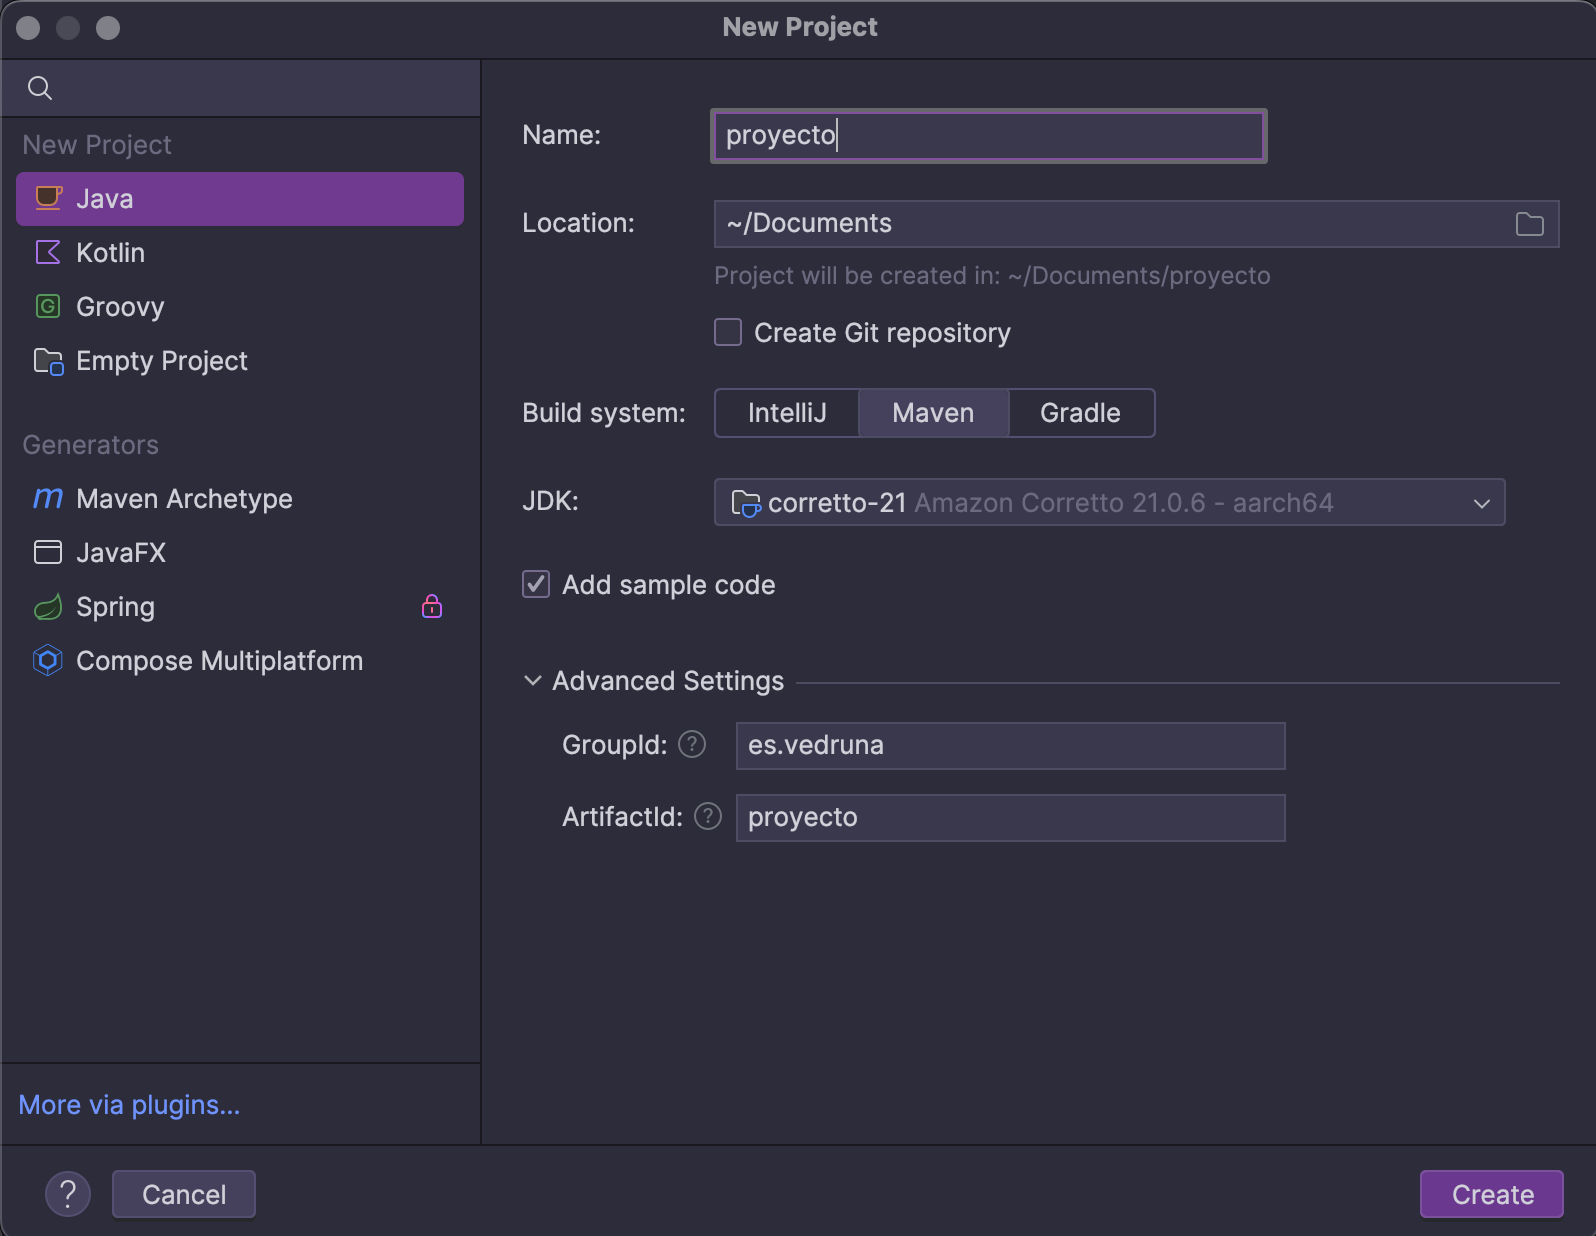 New Project
New Project
Java
Kotlin
G Groovy
Empty Project
Generators
m Maven Archetype
JavaFX
Spring
Compose Multiplatform
More via plugins...
Name: proyecto
Location: ~/Documents
Project will be created in: ~/Documents/proyecto
Create Git repository
Build system: IntelliJ Maven Gradle
JDK: corretto-21 Amazon Corretto 21.0.6 - aarch64
Add sample code
Advanced Settings
GroupId: ? es.vedruna
ArtifactId: ? proyecto
? Cancel Create